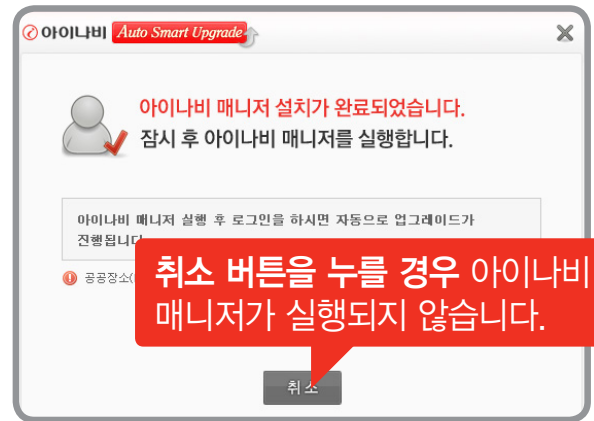 아이나비 Auto Smart Upgrade
아이나비 매니저 설치가 완료되었습니다.
잠시 후 아이나비 매니저를 실행합니다.
아이나비 매니저 실행 후 로그인을 하시면 자동으로 업그레이드가
진행됩니다
공공장소(
취소 버튼을 누를 경우 아이나비
매니저가 실행되지 않습니다.
취소